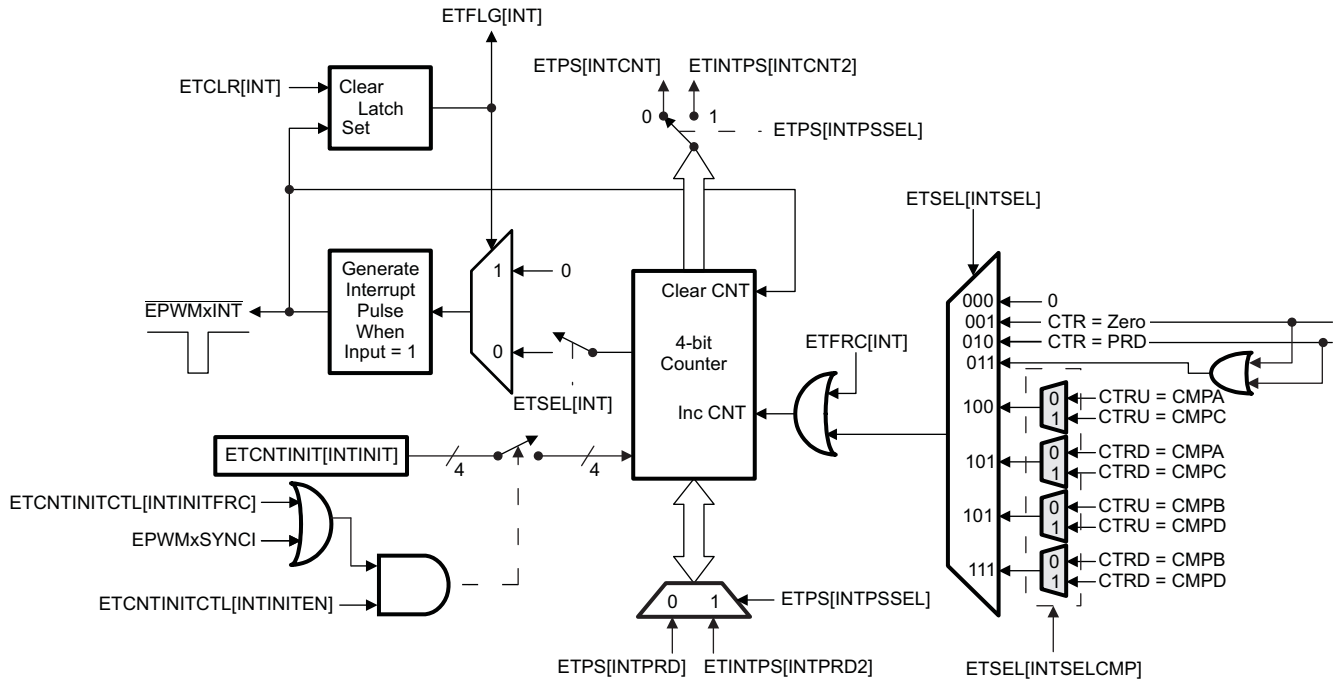 ETFLG[INT]
ETPS[INTCNT]
ETINTPS[INTCNT2]
ETCLR[INT]
Clear
Latch
Set
0
1
ETPS[INTPSSEL]
ETSEL[INTSEL]
EPWMxINT
Generate
Interrupt
Pulse
When
Input = 1
1
0
0
ETSEL[INT]
Clear CNT
4-bit
Counter
Inc CNT
ETFRC[INT]
000
0
001
CTR = Zero
010
CTR = PRD
011
100
0
CTRU = CMPA
1
CTRU = CMPC
101
0
CTRD = CMPA
1
CTRD = CMPC
101
0
CTRU = CMPB
1
CTRU = CMPD
111
0
CTRD = CMPB
1
CTRD = CMPD
ETSEL[INTSELCMP]
ETCNTINIT[INTINIT]
4
4
ETCNTINITCTL[INTINITFRC]
EPWMxSYNCI
ETCNTINITCTL[INTINITEN]
0
1
ETPS[INTPSSEL]
ETPS[INTPRD]
ETINTPS[INTPRD2]